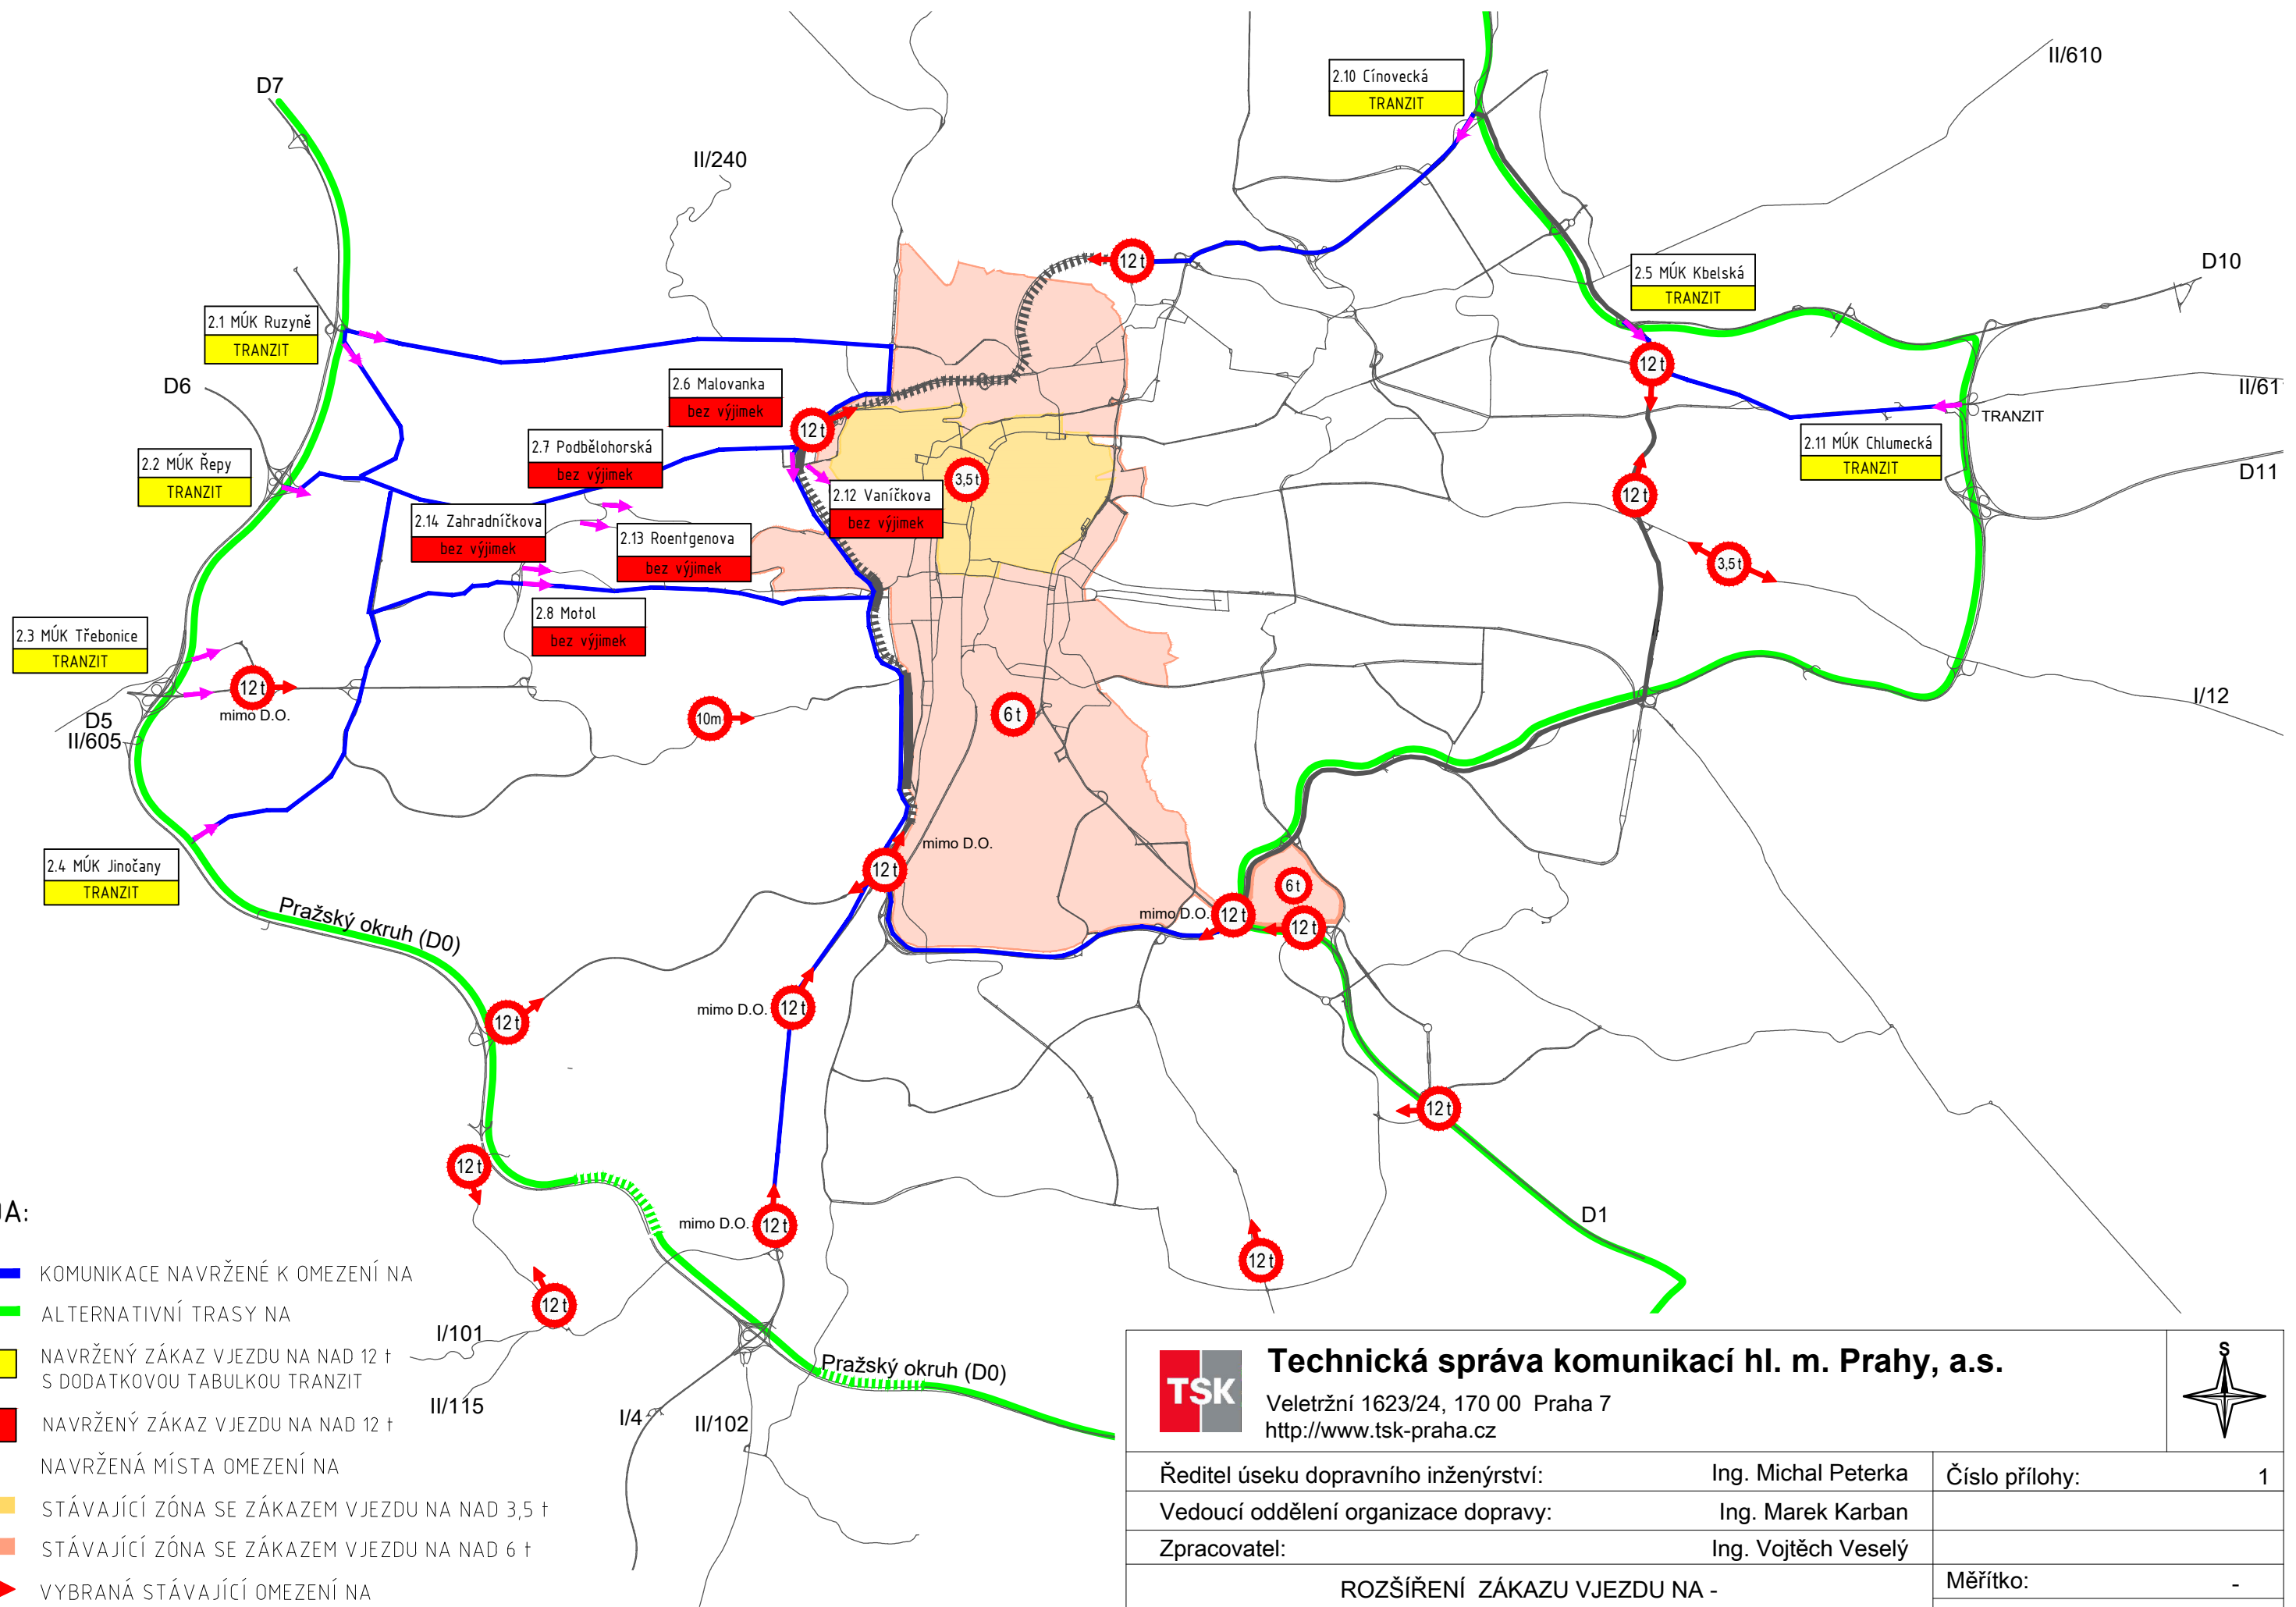 D7
II/240
2.10 Cínovecká
TRANZIT
II/610
D10
2.5 MÚK Kbelská
TRANZIT
12 t
2.1 MÚK Ruzyně
TRANZIT
D6
2.6 Malovanka
bez výjimek
12 t
12 t
II/61
TRANZIT
2.7 Podbělohorská
bez výjimek
2.2 MÚK Řepy
TRANZIT
3,5 t
2.11 MÚK Chlumecká
TRANZIT
D11
2.12 Vaníčkova
bez výjimek
12 t
2.14 Zahradníčkova
bez výjimek
2.13 Roentgenova
bez výjimek
3,5 t
2.8 Motol
bez výjimek
2.3 MÚK Třebonice
TRANZIT
12 t
mimo D.O.
D5
II/605
10m
6 t
I/12
2.4 MÚK Jinočany
TRANZIT
mimo D.O.
12 t
6 t
mimo D.O.
12 t
12 t
Pražský okruh (D0)
12 t
mimo D.O.
12 t
12 t
12 t
mimo D.O.
12 t
12 t
D1
12 t
I/101
II/115
I/4
II/102
Pražský okruh (D0)
DA:
KOMUNIKACE NAVRŽENÉ K OMEZENÍ NA
ALTERNATIVNÍ TRASY NA
NAVRŽENÝ ZÁKAZ VJEZDU NA NAD 12 t
S DODATKOVOU TABULKOU TRANZIT
NAVRŽENÝ ZÁKAZ VJEZDU NA NAD 12 t
NAVRŽENÁ MÍSTA OMEZENÍ NA
STÁVAJÍCÍ ZÓNA SE ZÁKAZEM VJEZDU NA NAD 3,5 t
STÁVAJÍCÍ ZÓNA SE ZÁKAZEM VJEZDU NA NAD 6 t
VYBRANÁ STÁVAJÍCÍ OMEZENÍ NA
TSK
Technická správa komunikací hl. m. Prahy, a.s.
Veletržní 1623/24, 170 00 Praha 7
http://www.tsk-praha.cz
S
Ředitel úseku dopravního inženýrství: Ing. Michal Peterka
Číslo přílohy: 1
Vedoucí oddělení organizace dopravy: Ing. Marek Karban
Zpracovatel: Ing. Vojtěch Veselý
ROZŠÍŘENÍ ZÁKAZU VJEZDU NA -
Měřítko: -